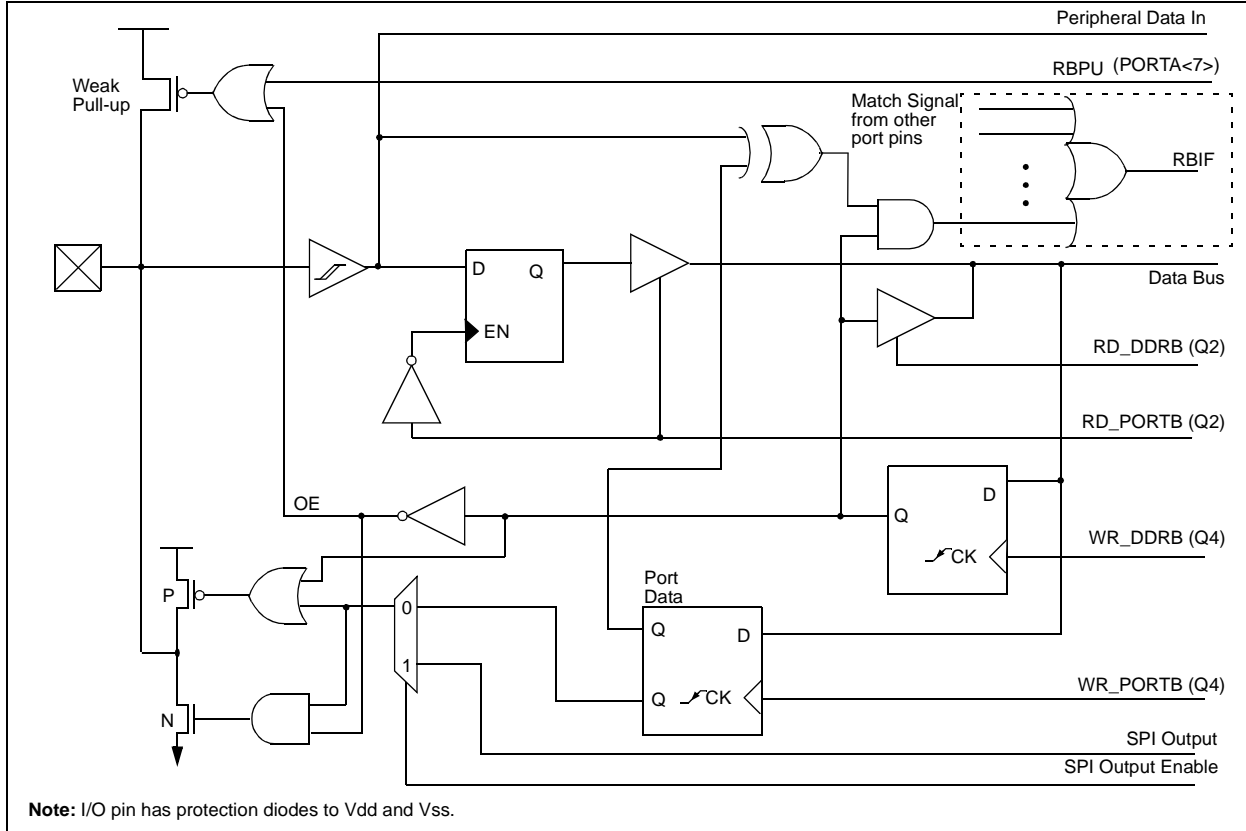 Peripheral Data In
RBPU (PORTA<7>)
Weak
Pull-up
Match Signal
from other
port pins
RBIF
D
Q
EN
Data Bus
RD_DDRB (Q2)
RD_PORTB (Q2)
OE
D
Q
CK
WR_DDRB (Q4)
P
Port
Data
0
Q
D
1
N
Q
CK
WR_PORTB (Q4)
SPI Output
SPI Output Enable
Note: I/O pin has protection diodes to Vdd and Vss.